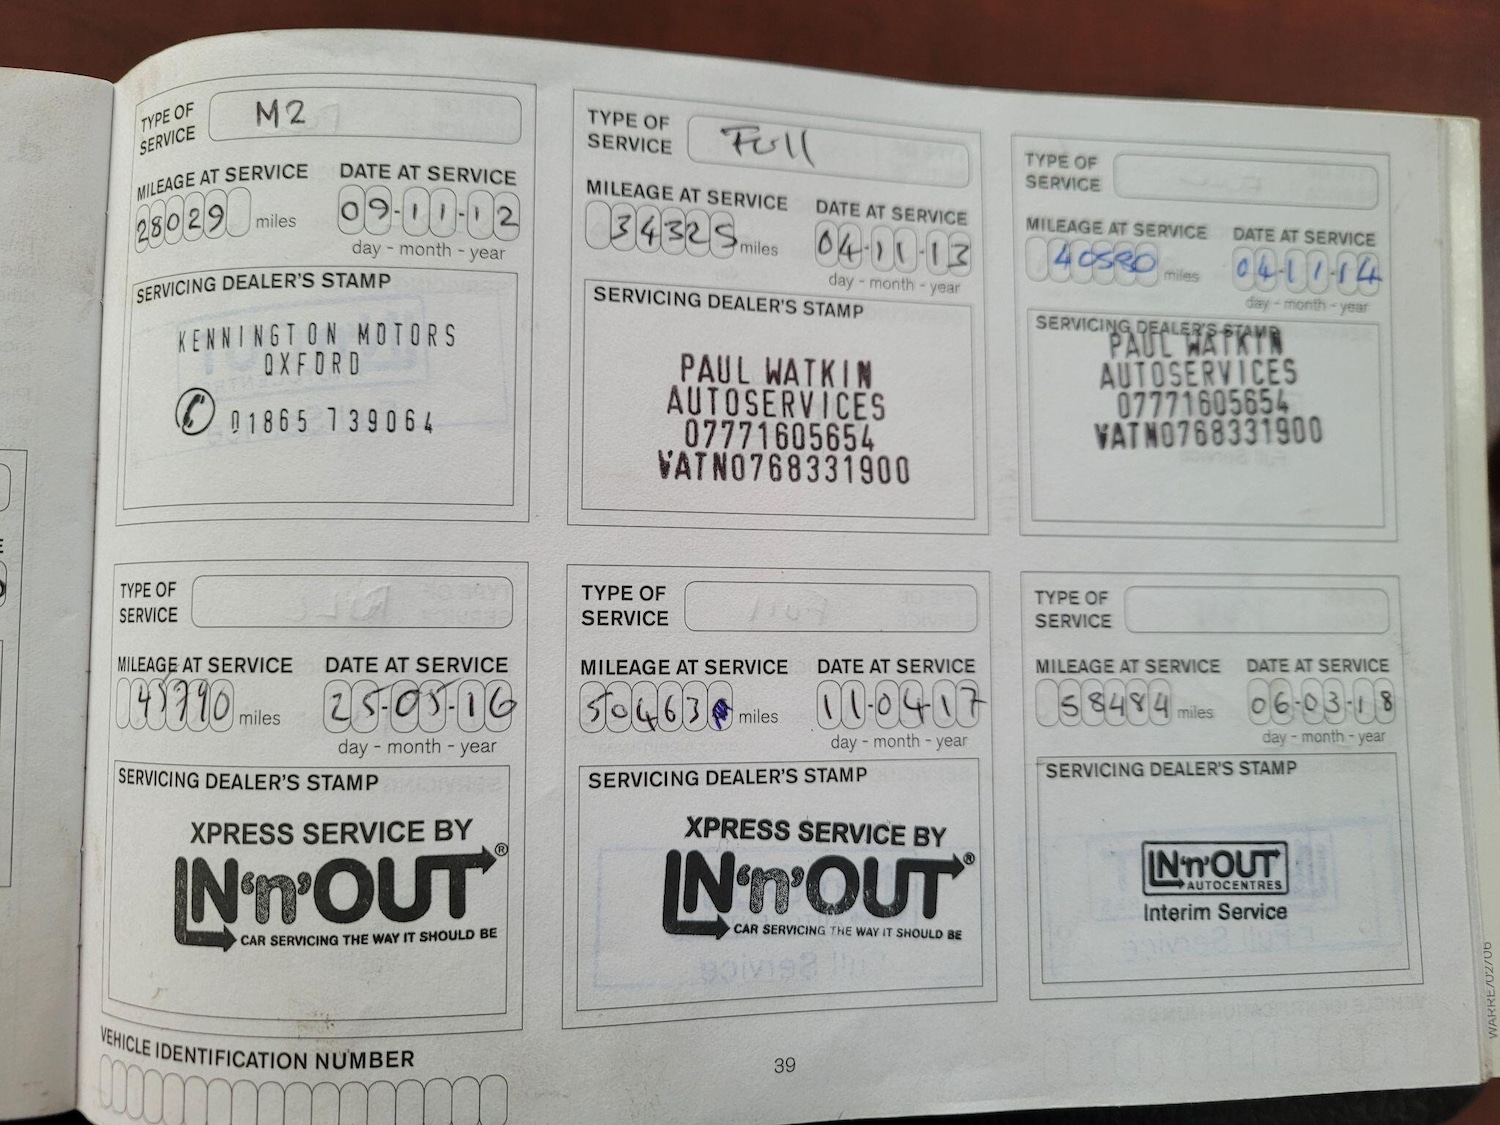 TYPE OF
SERVICE
M2
MILEAGE AT SERVICE
DATE AT SERVICE
28029 miles
09-11-12
day - month - year
SERVICING DEALER'S STAMP
KENNINGTON MOTORS
OXFORD
01865 739064
TYPE OF
SERVICE
Full
MILEAGE AT SERVICE
DATE AT SERVICE
34325 miles
04-11-13
day - month - year
SERVICING DEALER'S STAMP
PAUL WATKIN
AUTOSERVICES
07771605654
VATNO768331900
TYPE OF
SERVICE
MILEAGE AT SERVICE
DATE AT SERVICE
miles
04-11-14
day - month - year
SERVICING DEALER'S STAMP
PAUL WATKIN
AUTOSERVICES
07771605654
VATNO768331900
TYPE OF
SERVICE
MILEAGE AT SERVICE
DATE AT SERVICE
miles
25-05-16
day - month - year
SERVICING DEALER'S STAMP
XPRESS SERVICE BY
IN'n'OUT®
CAR SERVICING THE WAY IT SHOULD BE
TYPE OF
SERVICE
MILEAGE AT SERVICE
DATE AT SERVICE
50463 miles
11-04-17
day - month - year
SERVICING DEALER'S STAMP
XPRESS SERVICE BY
IN'n'OUT®
CAR SERVICING THE WAY IT SHOULD BE
TYPE OF
SERVICE
MILEAGE AT SERVICE
DATE AT SERVICE
58484 miles
06-03-18
day - month - year
SERVICING DEALER'S STAMP
IN'n'OUT
AUTOCENTRES
Interim Service
VEHICLE IDENTIFICATION NUMBER
39
WARRE/02/06